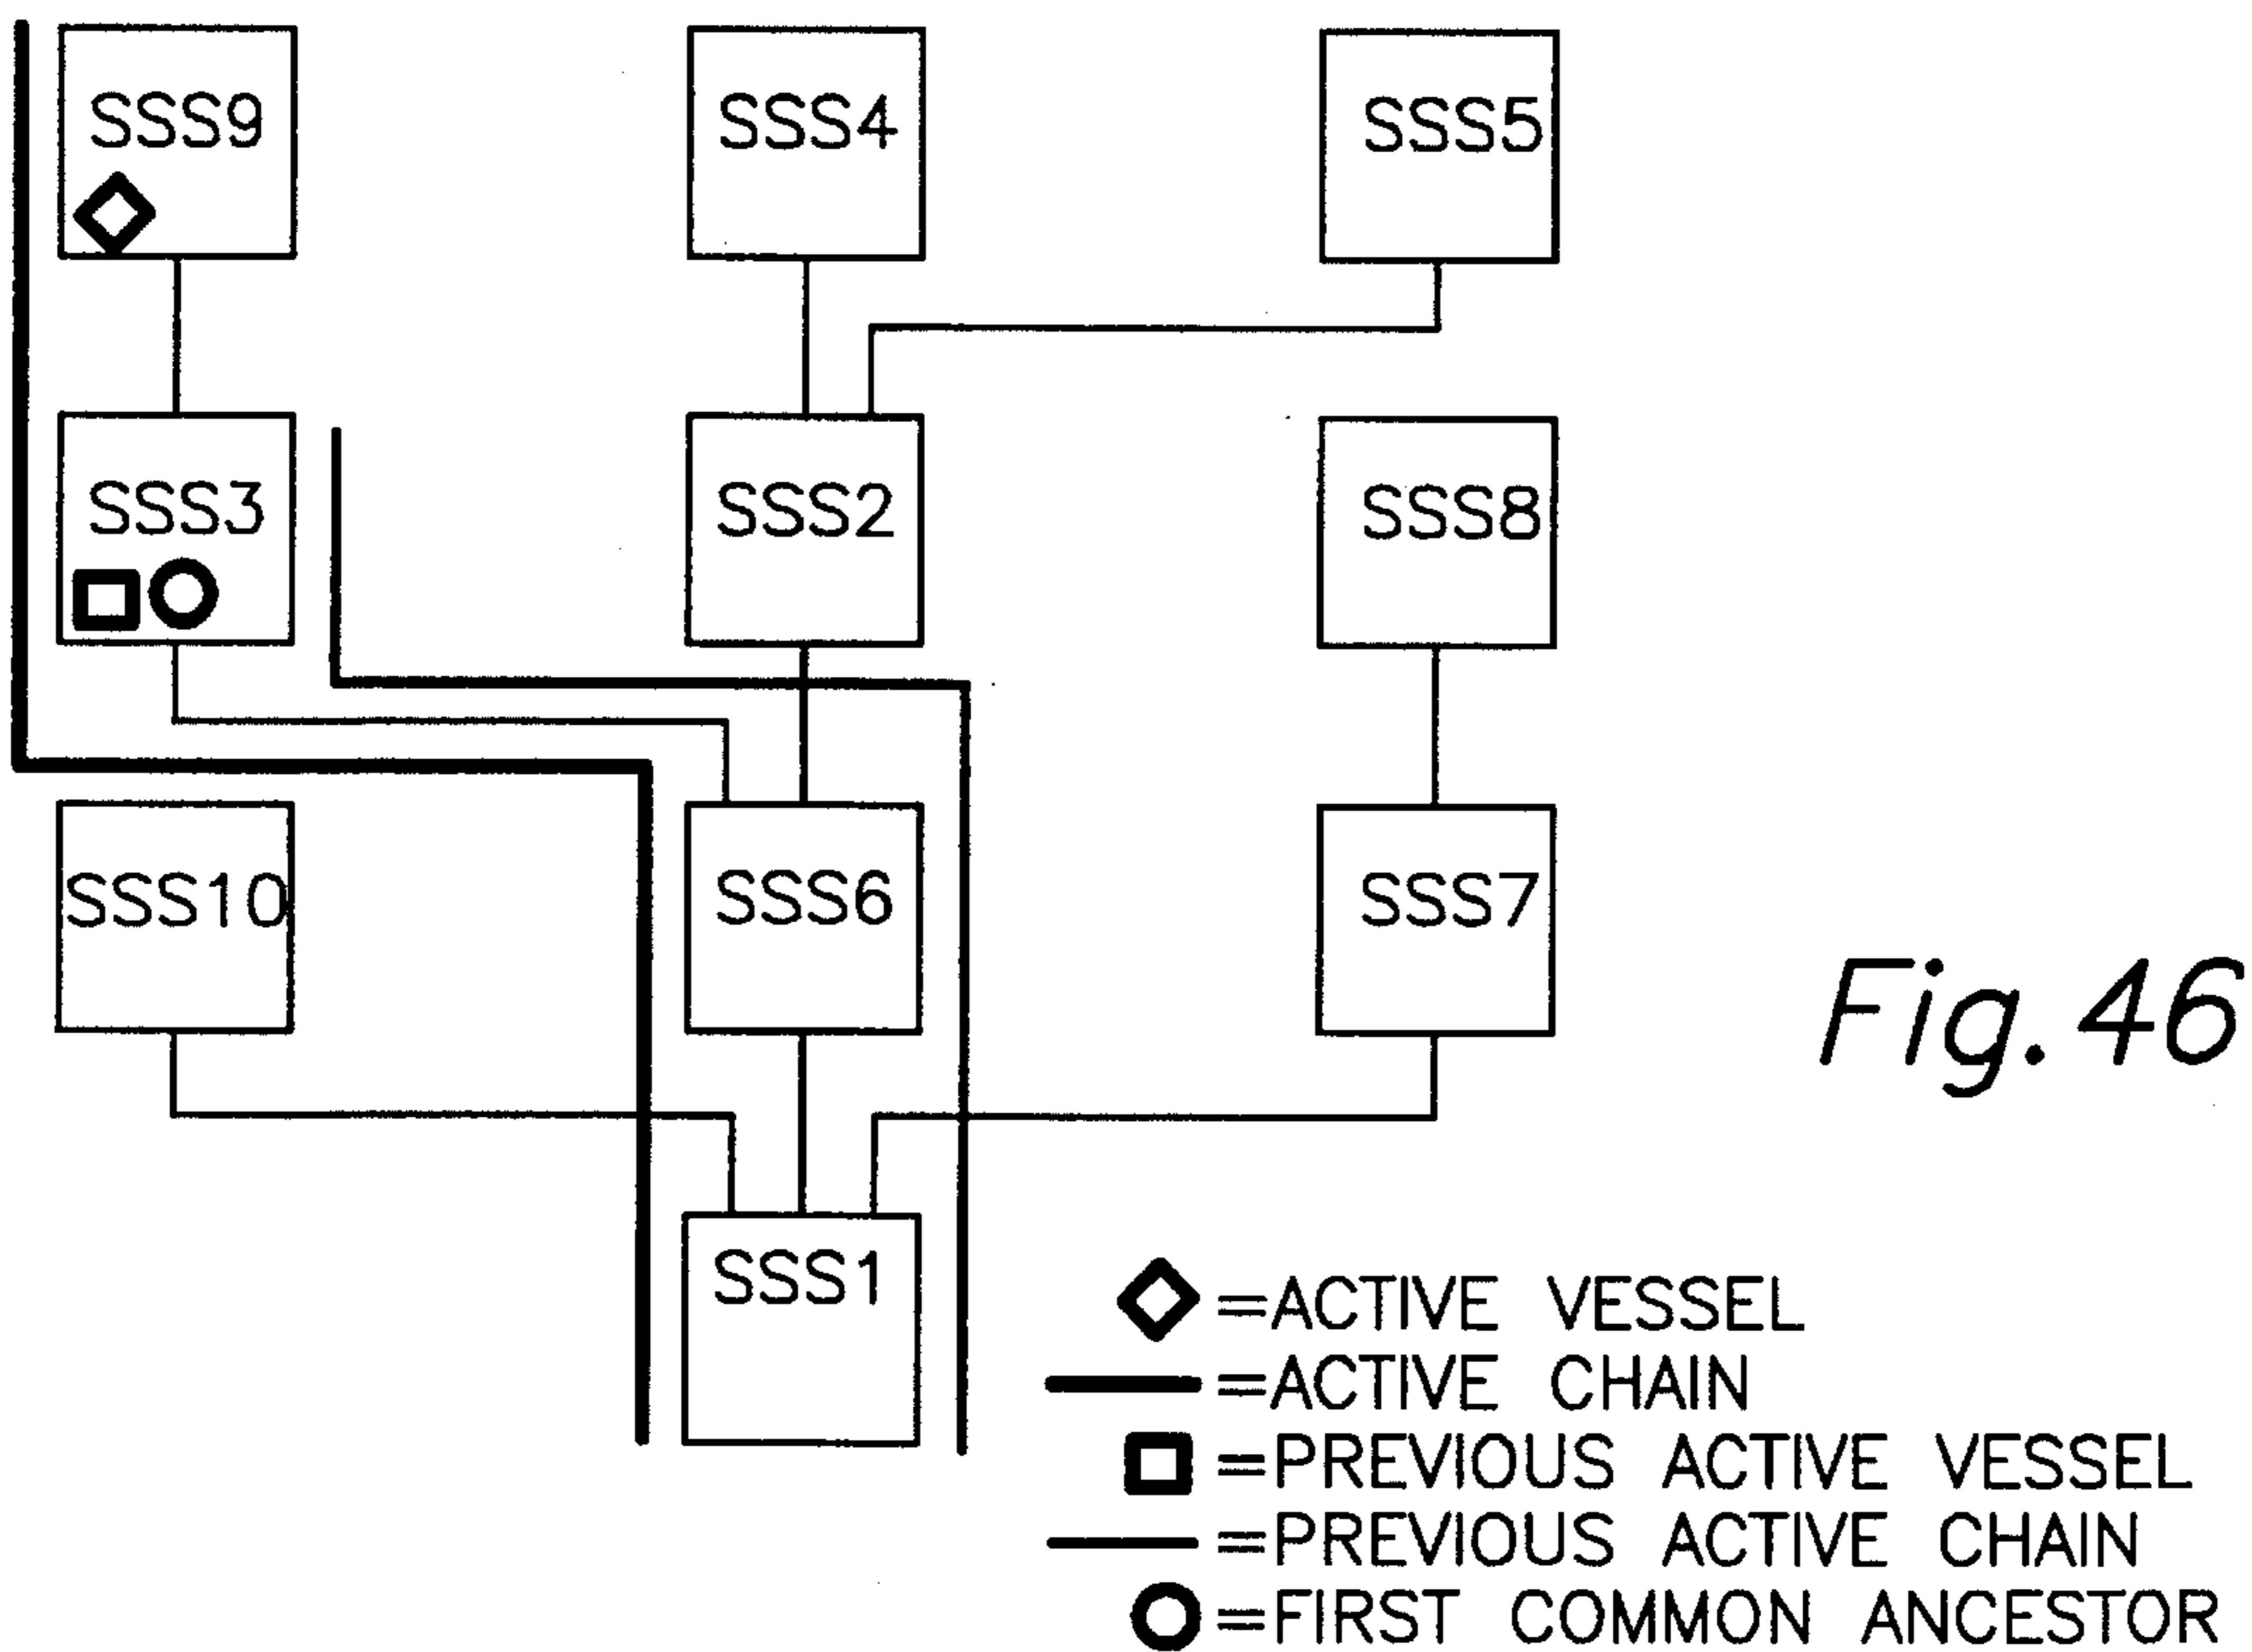 SSS9
SSS4
SSS5
SSS3
SSS2
SSS8
SSS10
SSS6
SSS7
Fig.46
SSS1
=ACTIVE VESSEL
=ACTIVE CHAIN
=PREVIOUS ACTIVE VESSEL
=PREVIOUS ACTIVE CHAIN
=FIRST COMMON ANCESTOR